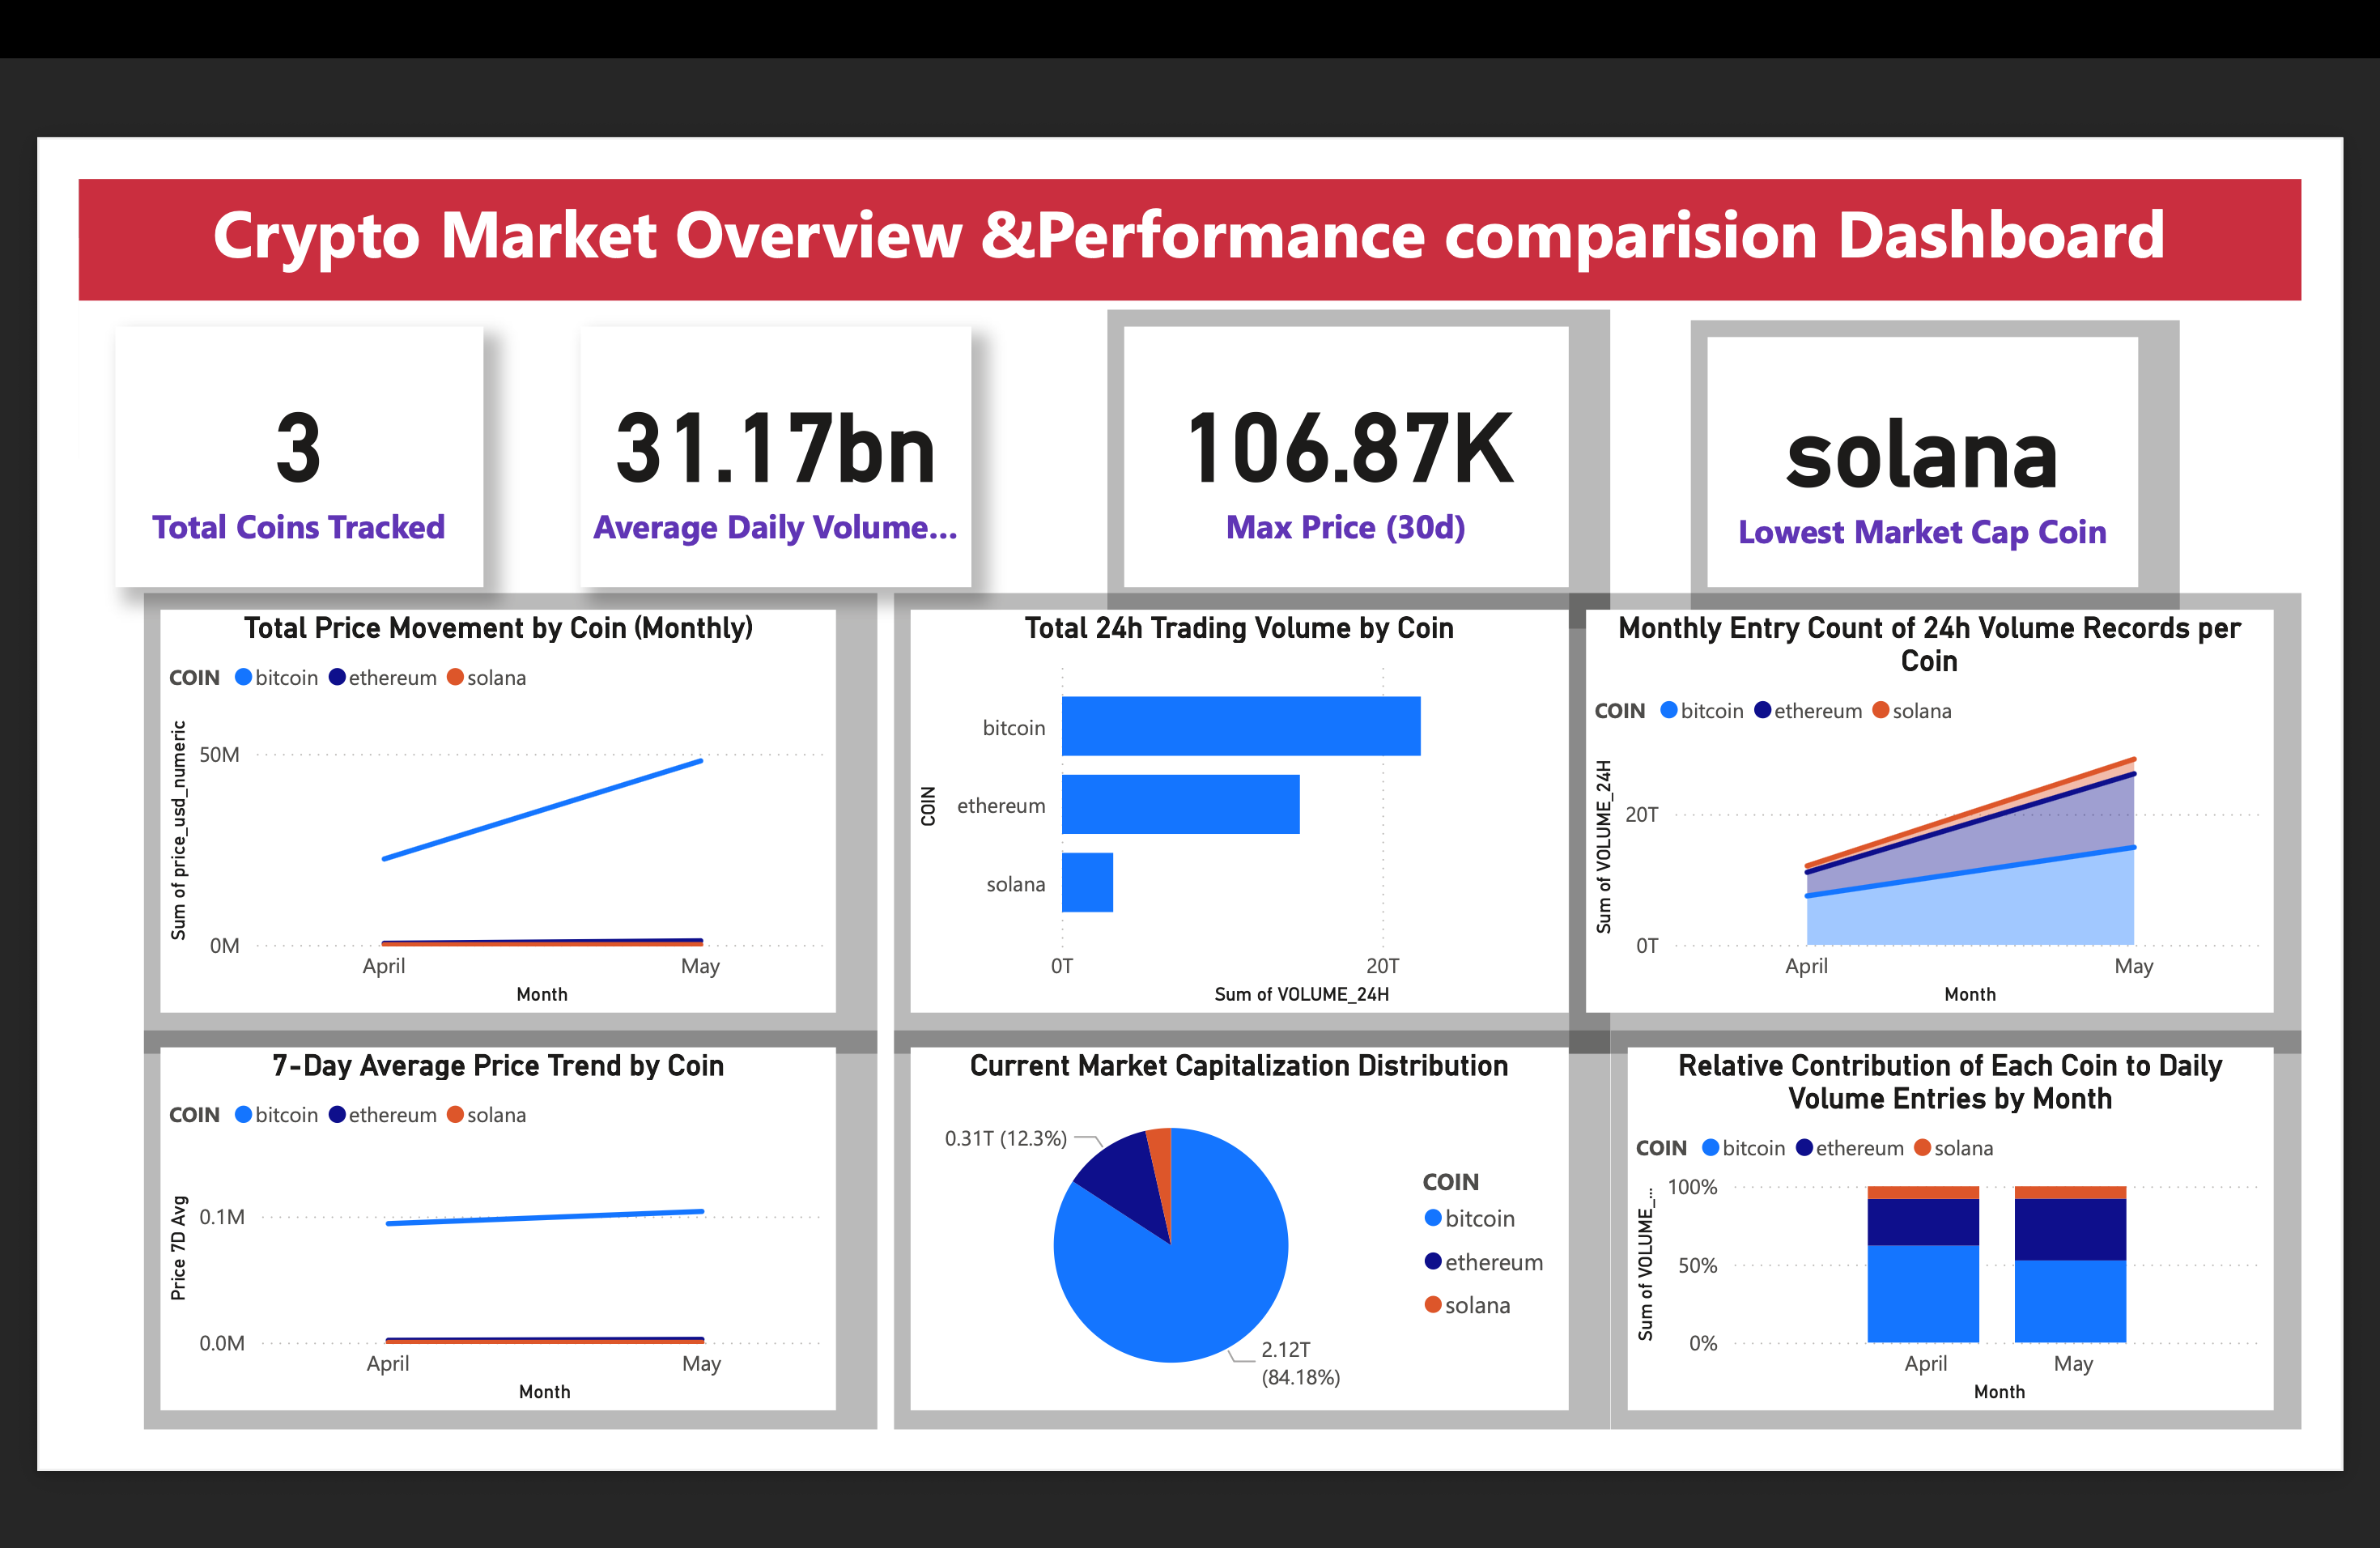 Crypto Market Overview &Performance comparision Dashboard
3
Total Coins Tracked
31.17bn
Average Daily Volume...
106.87K
Max Price (30d)
solana
Lowest Market Cap Coin
Total Price Movement by Coin (Monthly)
COIN bitcoin ethereum solana
Sum of price_usd_numeric
50M
0M
April May
Month
Total 24h Trading Volume by Coin
COIN
bitcoin
ethereum
solana
0T 20T
Sum of VOLUME_24H
Monthly Entry Count of 24h Volume Records per
Coin
COIN bitcoin ethereum solana
Sum of VOLUME_24H
20T
0T
April May
Month
7-Day Average Price Trend by Coin
COIN bitcoin ethereum solana
Price 7D Avg
0.1M
0.0M
April May
Month
Current Market Capitalization Distribution
0.31T (12.3%)
2.12T
(84.18%)
COIN
bitcoin
ethereum
solana
Relative Contribution of Each Coin to Daily
Volume Entries by Month
COIN bitcoin ethereum solana
Sum of VOLUME_...
100%
50%
0%
April May
Month